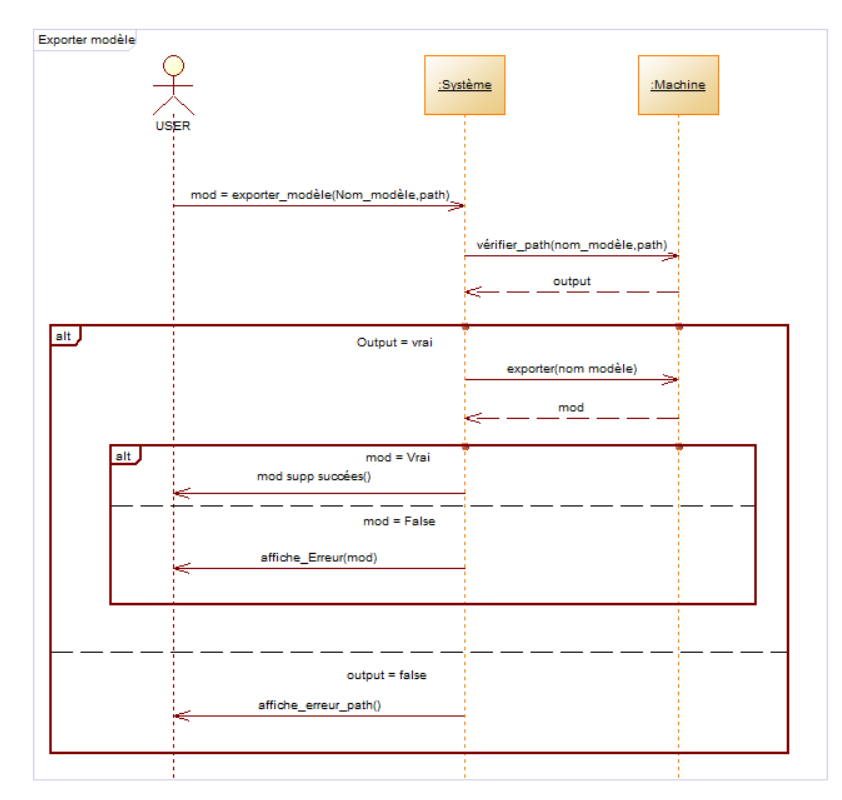 Exporter modèle
USER
:Système
:Machine
mod = exporter_modèle(Nom_modèle,path)
vérifier_path(nom_modèle,path)
output
alt
Output = vrai
exporter(nom modèle)
mod
alt
mod = Vrai
mod supp succées()
mod = False
affiche_Erreur(mod)
output = false
affiche_erreur_path()